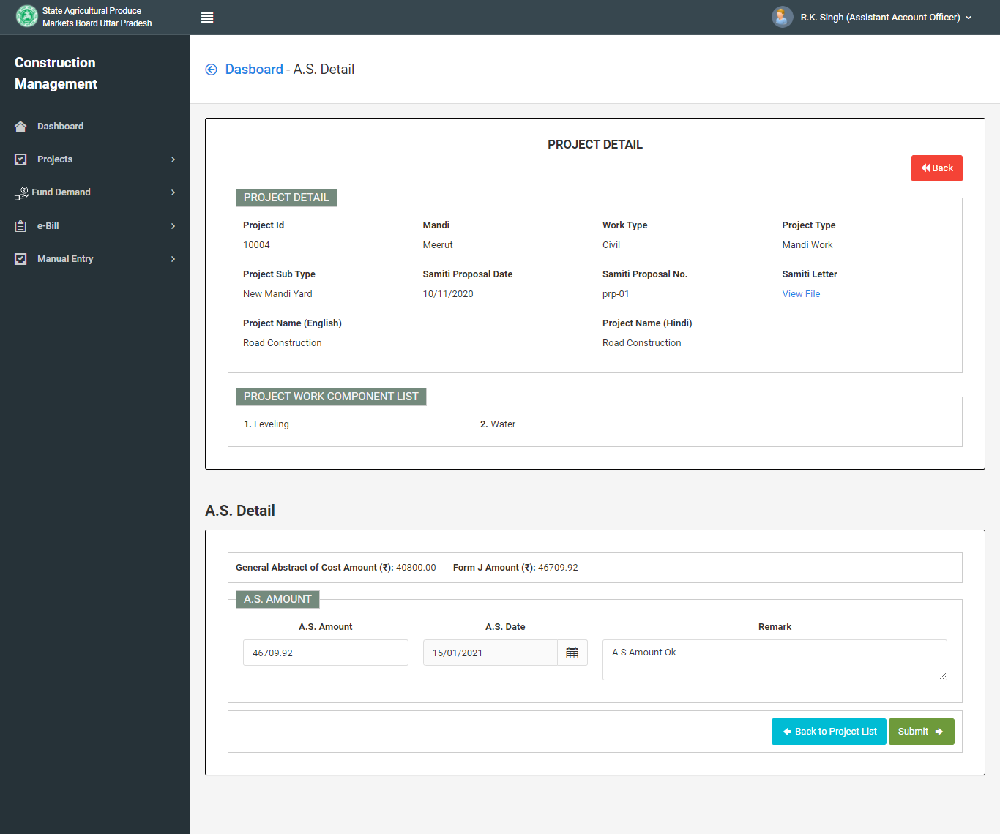 State Agricultural Produce
Markets Board Uttar Pradesh
R.K. Singh (Assistant Account Officer)
Construction
Management
Dashboard
Projects
Fund Demand
e-Bill
Manual Entry
Dasboard - A.S. Detail
PROJECT DETAIL
Back
PROJECT DETAIL
Project Id Mandi Work Type Project Type
10004 Meerut Civil Mandi Work
Project Sub Type Samiti Proposal Date Samiti Proposal No. Samiti Letter
New Mandi Yard 10/11/2020 prp-01 View File
Project Name (English) Project Name (Hindi)
Road Construction Road Construction
PROJECT WORK COMPONENT LIST
1. Leveling 2. Water
A.S. Detail
General Abstract of Cost Amount (₹): 40800.00 Form J Amount (₹): 46709.92
A.S. AMOUNT
A.S. Amount A.S. Date Remark
46709.92 15/01/2021 A S Amount Ok
Back to Project List Submit